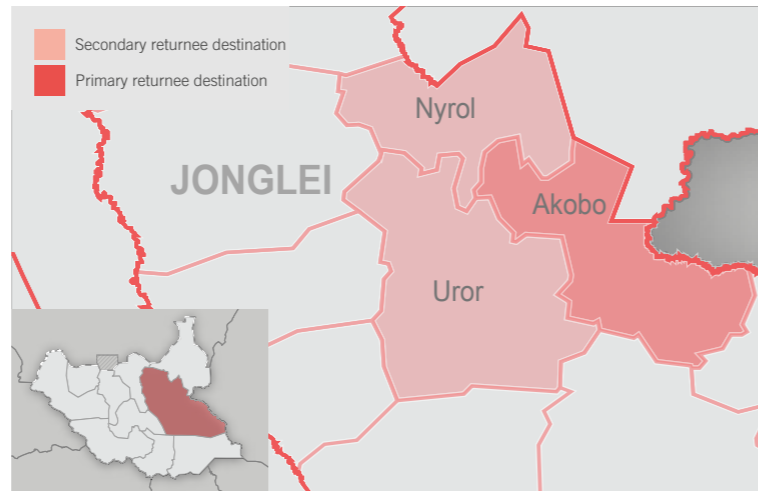 Secondary returnee destination
Primary returnee destination
Nyrol
JONGLEI
Akobo
Uror